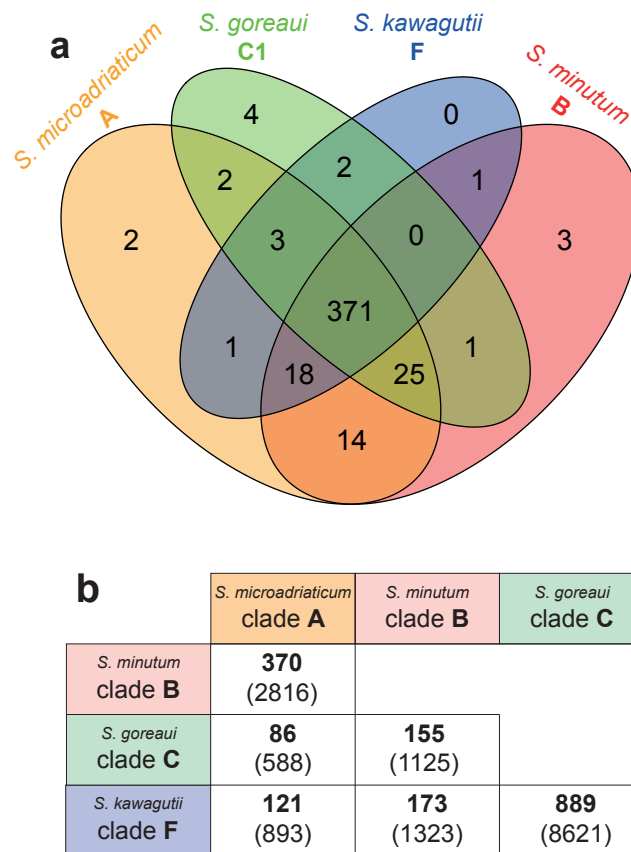 a
S. microadriaticum
A
S. goreaui
C1
S. kawagutii
F
S. minutum
B
4
0
2
2
1
2
3
0
3
371
1
1
18
25
14
b
S. microadriaticum
clade A
S. minutum
clade B
S. goreaui
clade C
S. minutum
clade B
370
(2816)
S. goreaui
clade C
86
(588)
155
(1125)
S. kawagutii
clade F
121
(893)
173
(1323)
889
(8621)